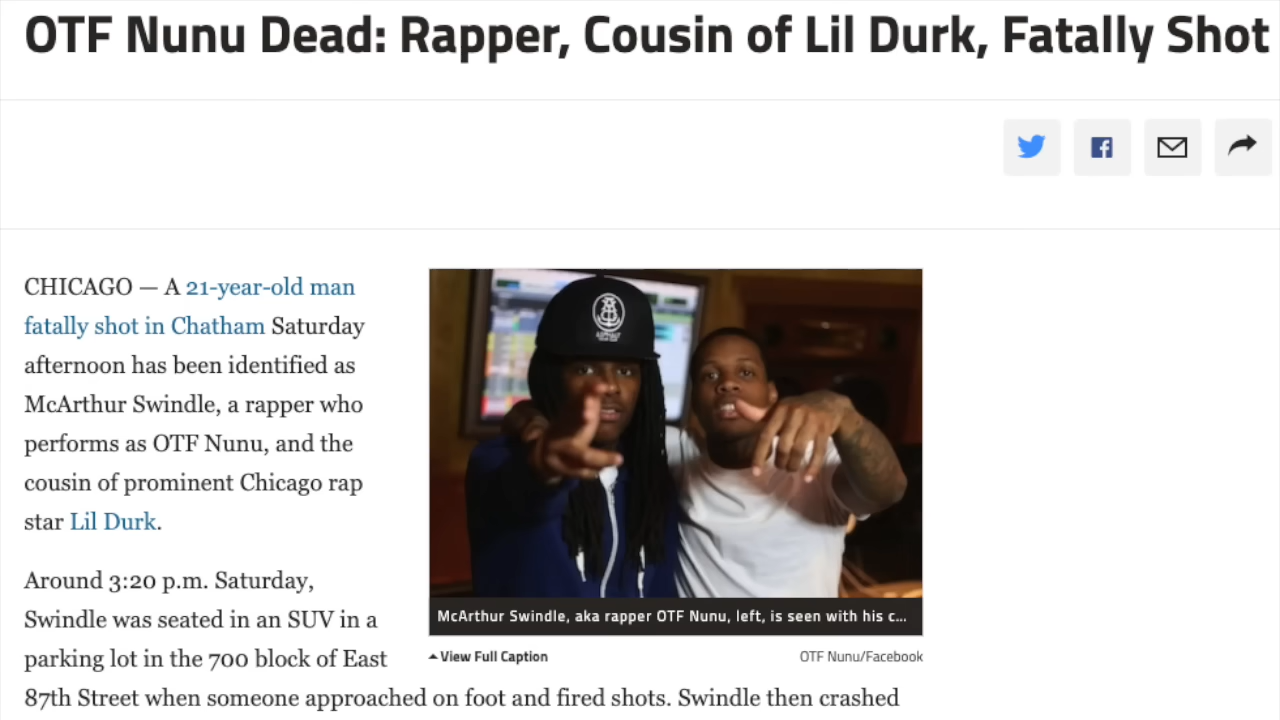 OTF Nunu Dead: Rapper, Cousin of Lil Durk, Fatally Shot
CHICAGO — A 21-year-old man
fatally shot in Chatham Saturday
afternoon has been identified as
McArthur Swindle, a rapper who
performs as OTF Nunu, and the
cousin of prominent Chicago rap
star Lil Durk.
McArthur Swindle, aka rapper OTF Nunu, left, is seen with his c...
View Full Caption
OTF Nunu/Facebook
Around 3:20 p.m. Saturday,
Swindle was seated in an SUV in a
parking lot in the 700 block of East
87th Street when someone approached on foot and fired shots. Swindle then crashed